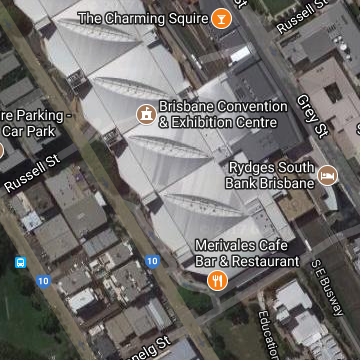 The Charming Squire
St
Russell St
Brisbane Convention
& Exhibition Centre
Grey St
re Parking -
Car Park
Russell St
Rydges South
Bank Brisbane
Merivales Cafe
Bar & Restaurant
10
10
S E Busway
Education
nelg St